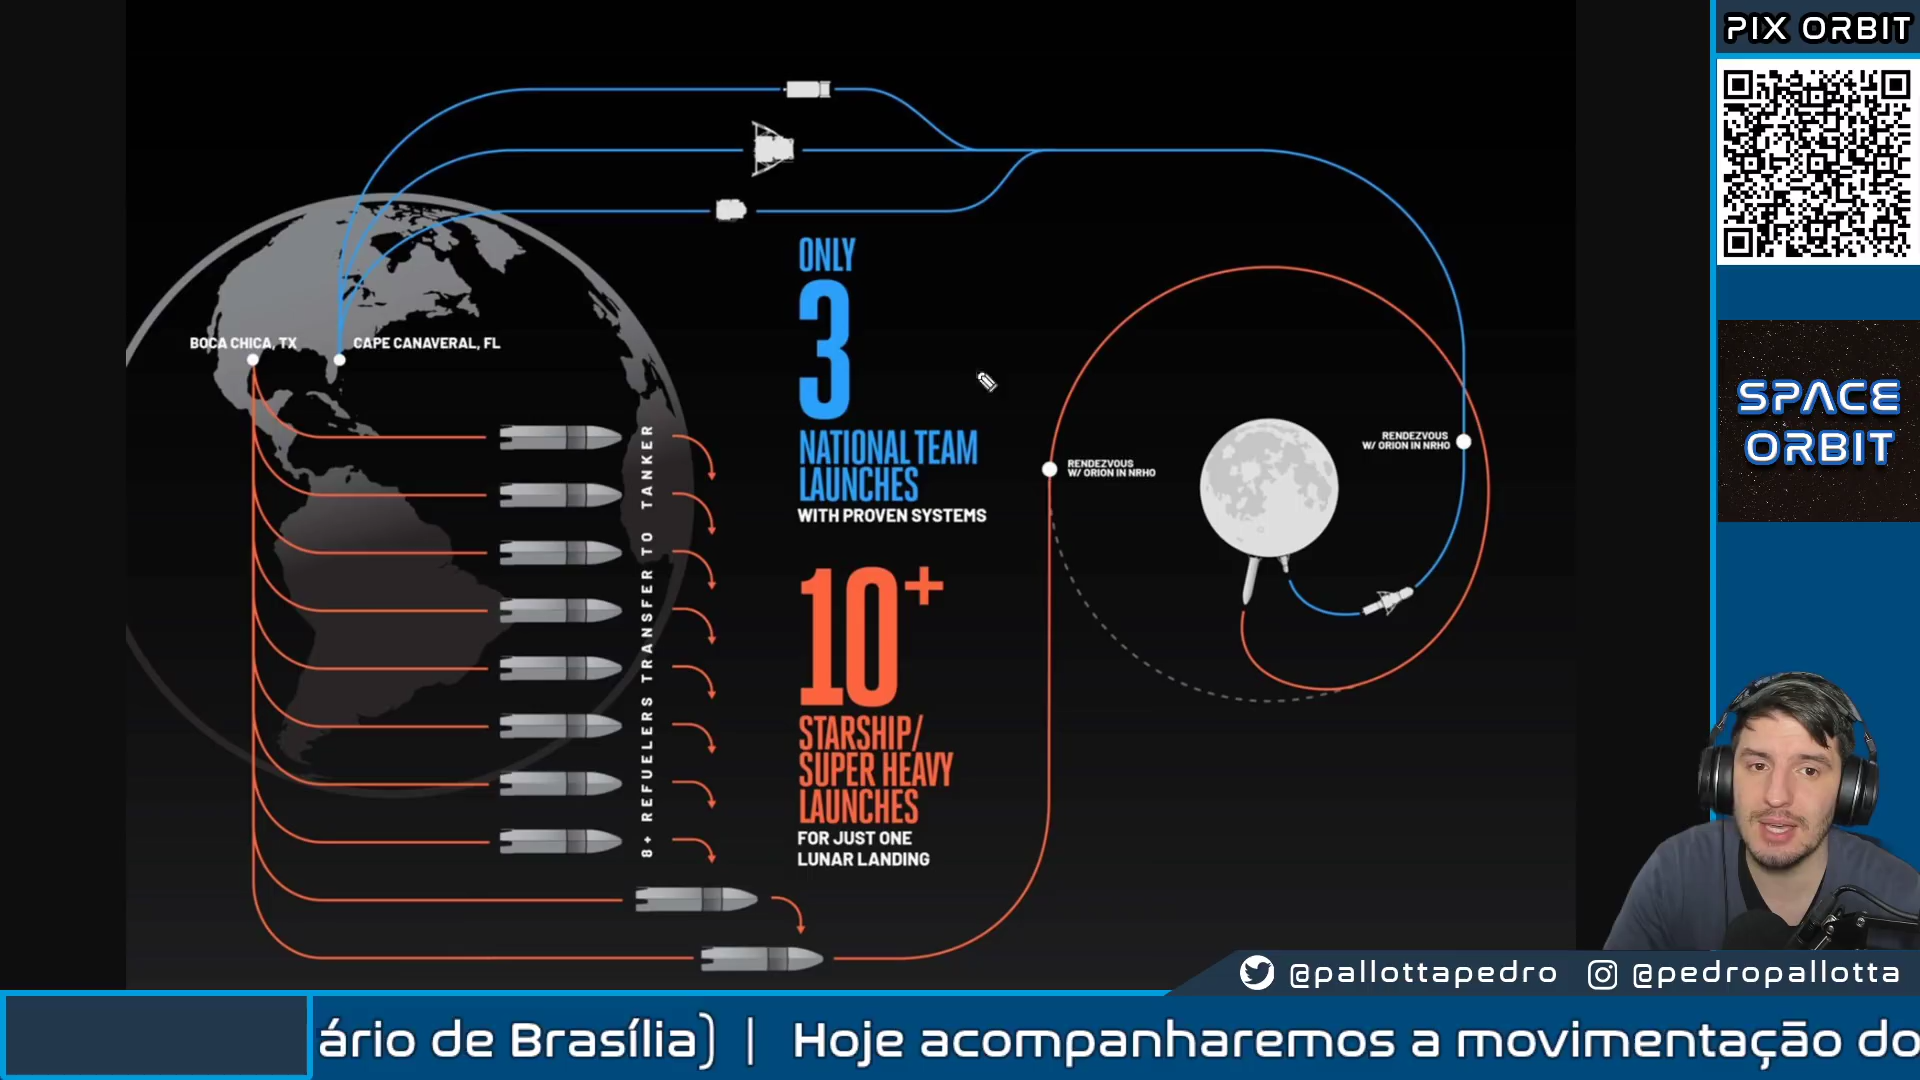 PIX ORBIT
ONLY
3
NATIONAL TEAM
LAUNCHES
WITH PROVEN SYSTEMS
BOCA CHICA, TX
CAPE CANAVERAL, FL
8+ REFUELERS TRANSFER TO TANKER
10+
STARSHIP/
SUPER HEAVY
LAUNCHES
FOR JUST ONE
LUNAR LANDING
RENDEZVOUS
W/ ORION IN NRHO
RENDEZVOUS
W/ ORION IN NRHO
SPACE
ORBIT
@pallottapedro
@pedropallotta
ário de Brasília) | Hoje acompanharemos a movimentação do